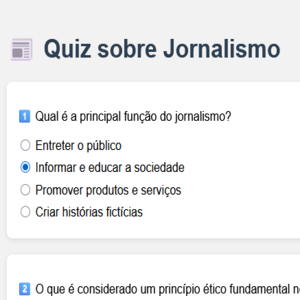 Quiz sobre Jornalismo
1 Qual é a principal função do jornalismo?
Entreter o público
Informar e educar a sociedade
Promover produtos e serviços
Criar histórias fictícias
2 O que é considerado um princípio ético fundamental